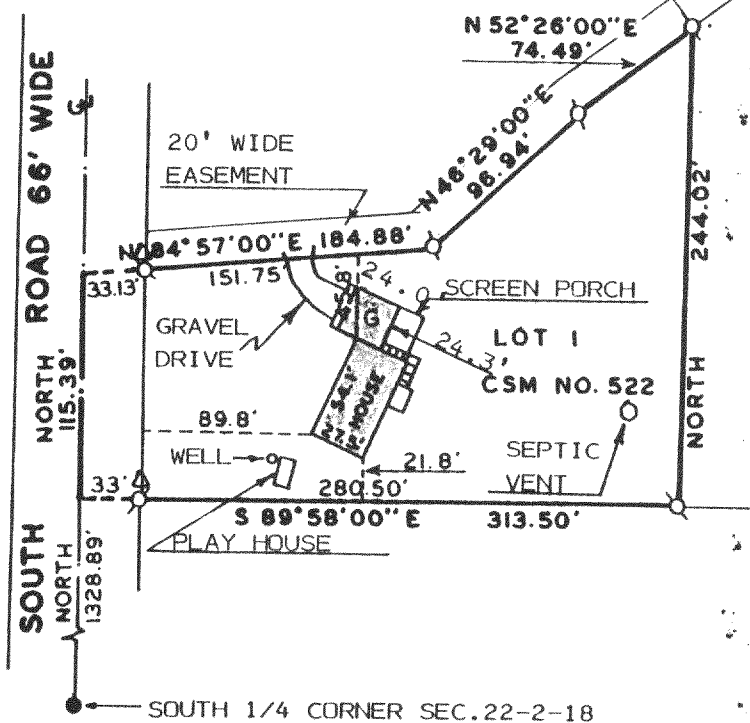 N 52°26'00"E
74.49'
N 46°29'00"E
96.94'
20' WIDE
EASEMENT
N 84°57'00"E 184.88'
151.75'
33.13'
SOUTH ROAD 66' WIDE
NORTH
115.39'
244.02'
NORTH
24.0
SCREEN PORCH
G
GRAVEL
DRIVE
24.3'
LOT 1
CSM NO. 522
HOUSE
89.8'
WELL
21.8'
SEPTIC
VENT
33'
280.50'
S 89°58'00"E 313.50'
PLAY HOUSE
NORTH
1328.89'
SOUTH 1/4 CORNER SEC.22-2-18